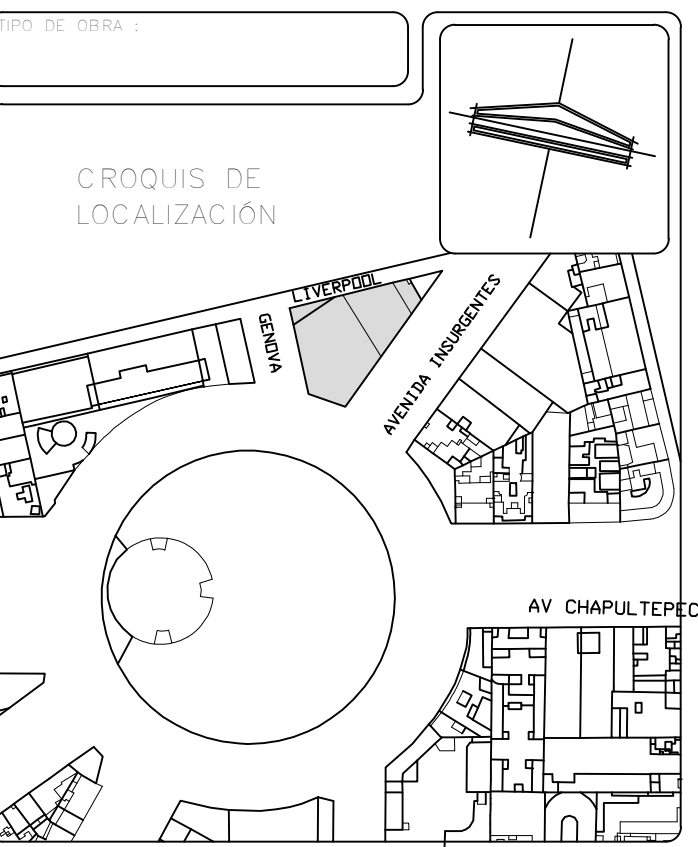 TIPO DE OBRA :
CROQUIS DE
LOCALIZACIÓN
LIVERPOOL
GENOVA
AVENIDA INSURGENTES
AV CHAPULTEPEC